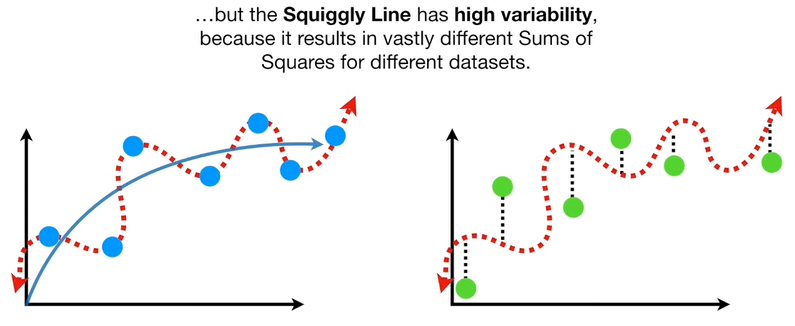 …but the Squiggly Line has high variability,
because it results in vastly different Sums of
Squares for different datasets.